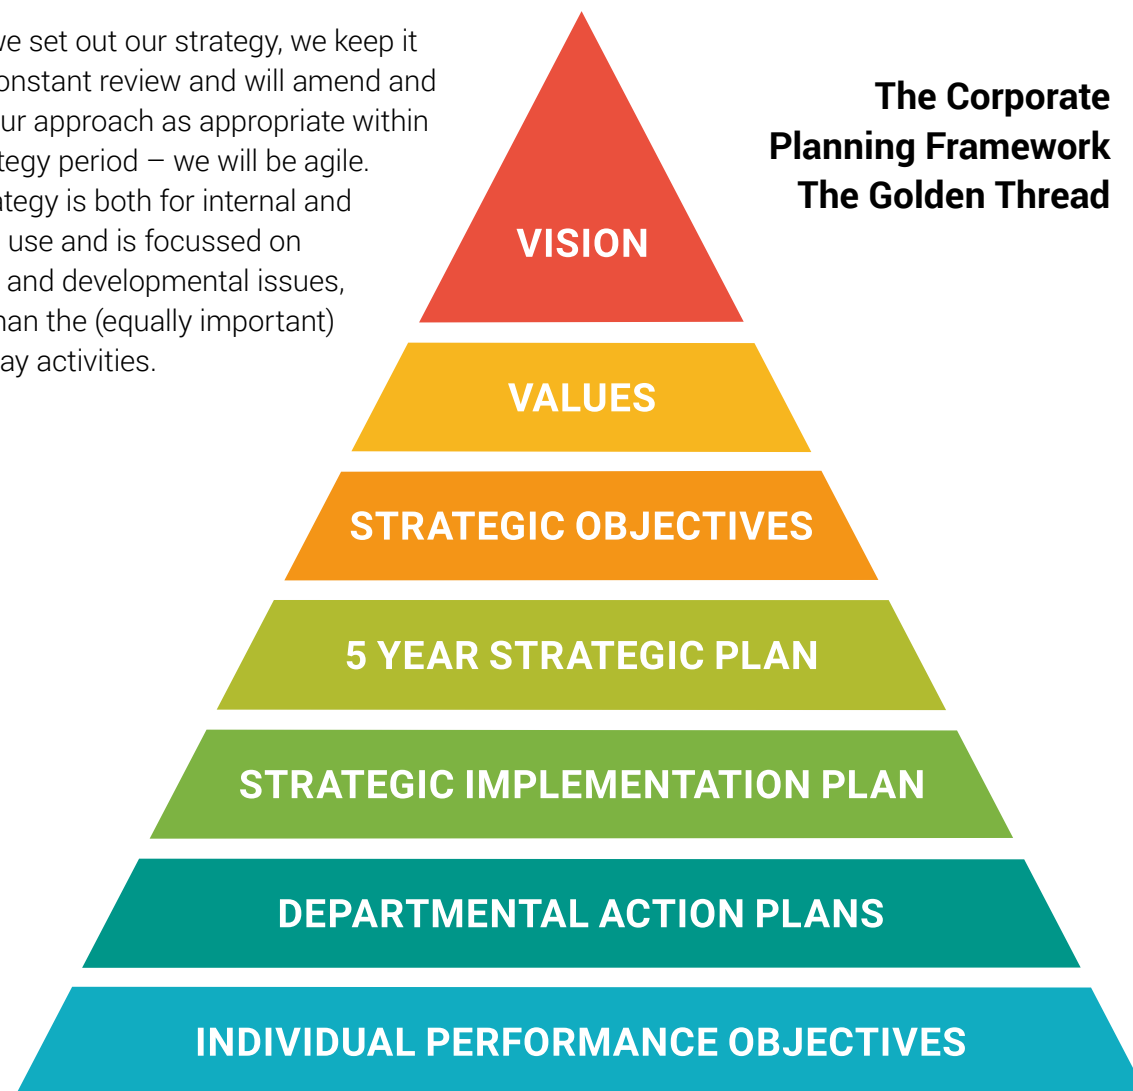 we set out our strategy, we keep it
onstant review and will amend and
ur approach as appropriate within
tegy period – we will be agile.
ategy is both for internal and
use and is focussed on
and developmental issues,
han the (equally important)
ay activities.
The Corporate
Planning Framework
The Golden Thread
VISION
VALUES
STRATEGIC OBJECTIVES
5 YEAR STRATEGIC PLAN
STRATEGIC IMPLEMENTATION PLAN
DEPARTMENTAL ACTION PLANS
INDIVIDUAL PERFORMANCE OBJECTIVES